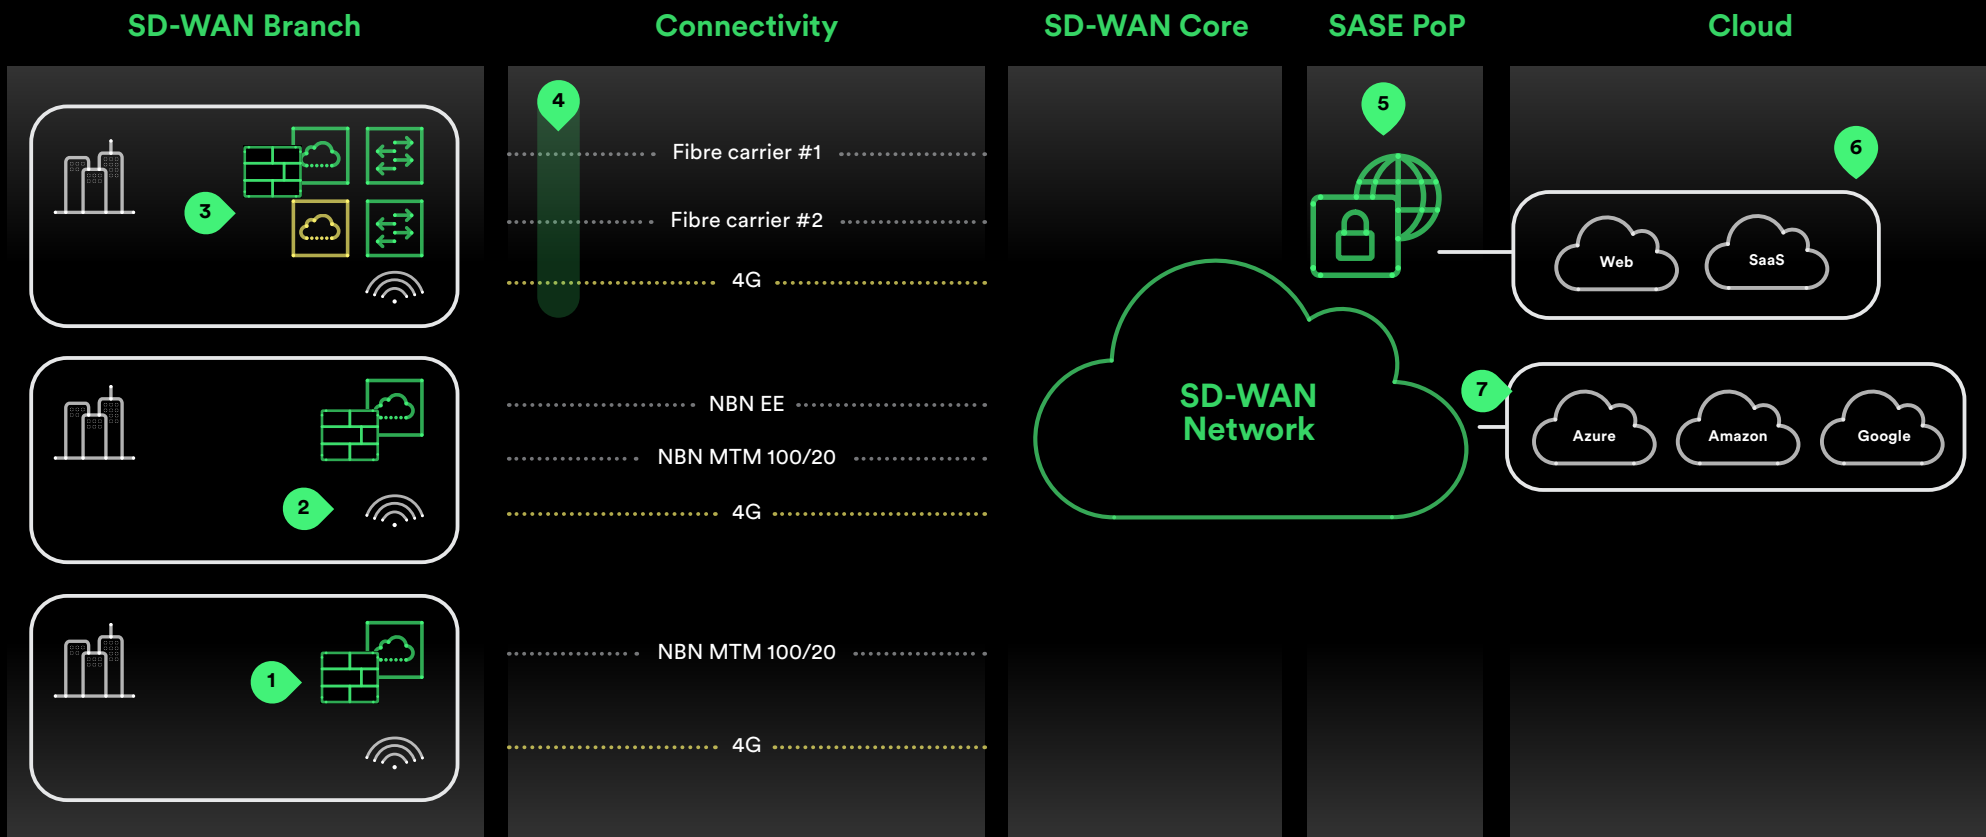 SD-WAN Branch
Connectivity
SD-WAN Core
SASE PoP
Cloud
4
5
6
Fibre carrier #1
3
Fibre carrier #2
Web
SaaS
4G
7
SD-WAN
Network
NBN EE
Azure
Amazon
Google
NBN MTM 100/20
2
4G
1
NBN MTM 100/20
4G